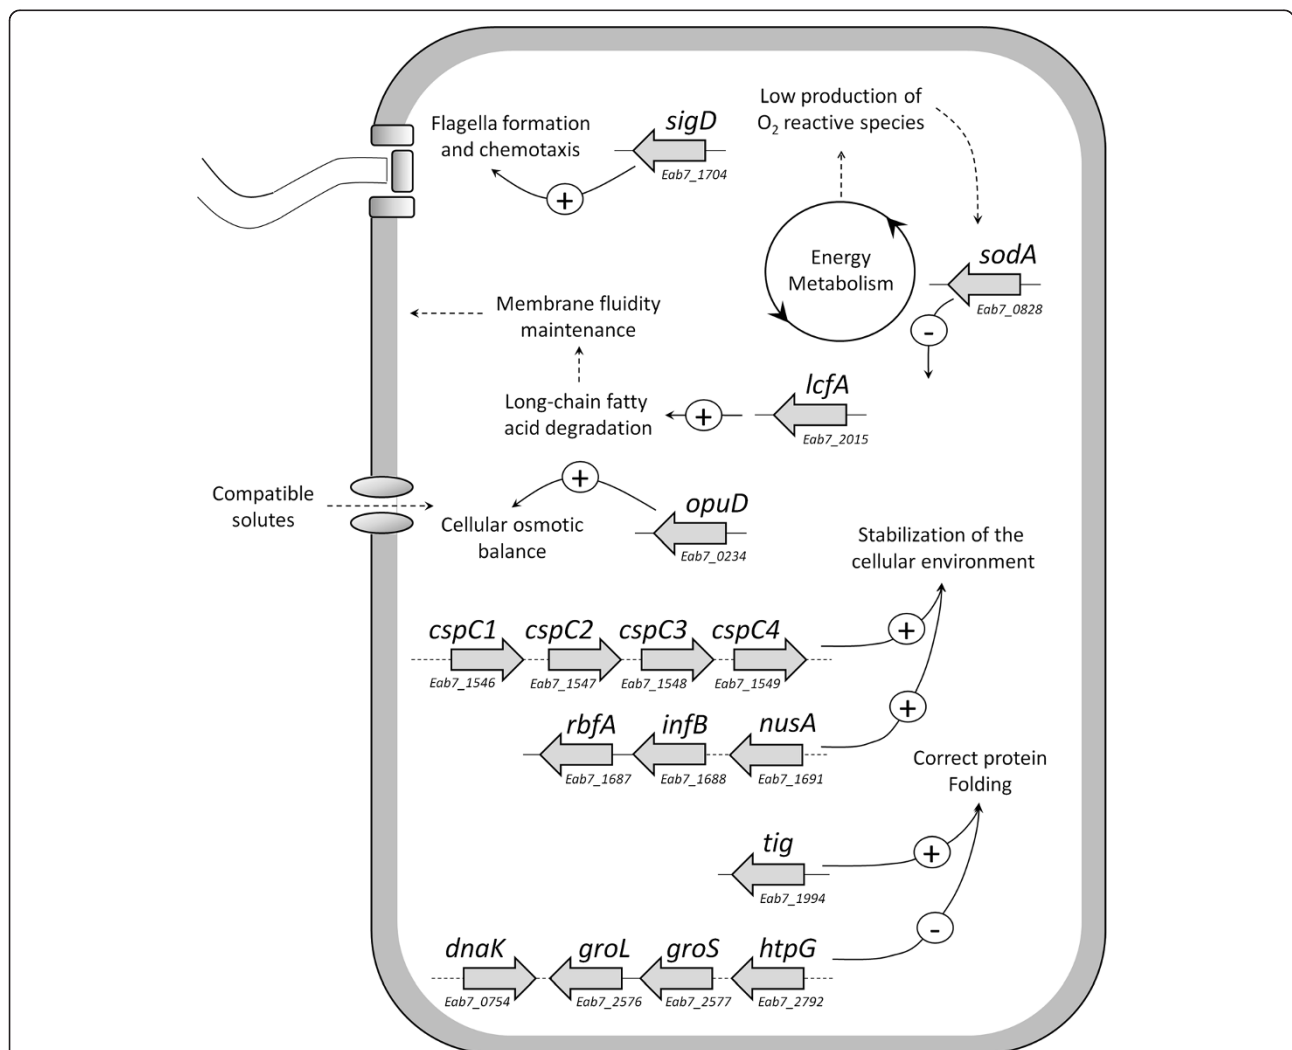 Flagella formation
and chemotaxis
sigD
Eab7_1704
+
Low production of
O₂ reactive species
Energy
Metabolism
sodA
Eab7_0828
-
Membrane fluidity
maintenance
Long-chain fatty
acid degradation
+
lcfA
Eab7_2015
Compatible
solutes
+
Cellular osmotic
balance
opuD
Eab7_0234
Stabilization of the
cellular environment
cspC1 cspC2 cspC3 cspC4
+
Eab7_1546 Eab7_1547 Eab7_1548 Eab7_1549
rbfA infB nusA
+
Eab7_1687 Eab7_1688 Eab7_1691
Correct protein
Folding
tig
+
Eab7_1994
-
dnaK groL groS htpG
Eab7_0754 Eab7_2576 Eab7_2577 Eab7_2792